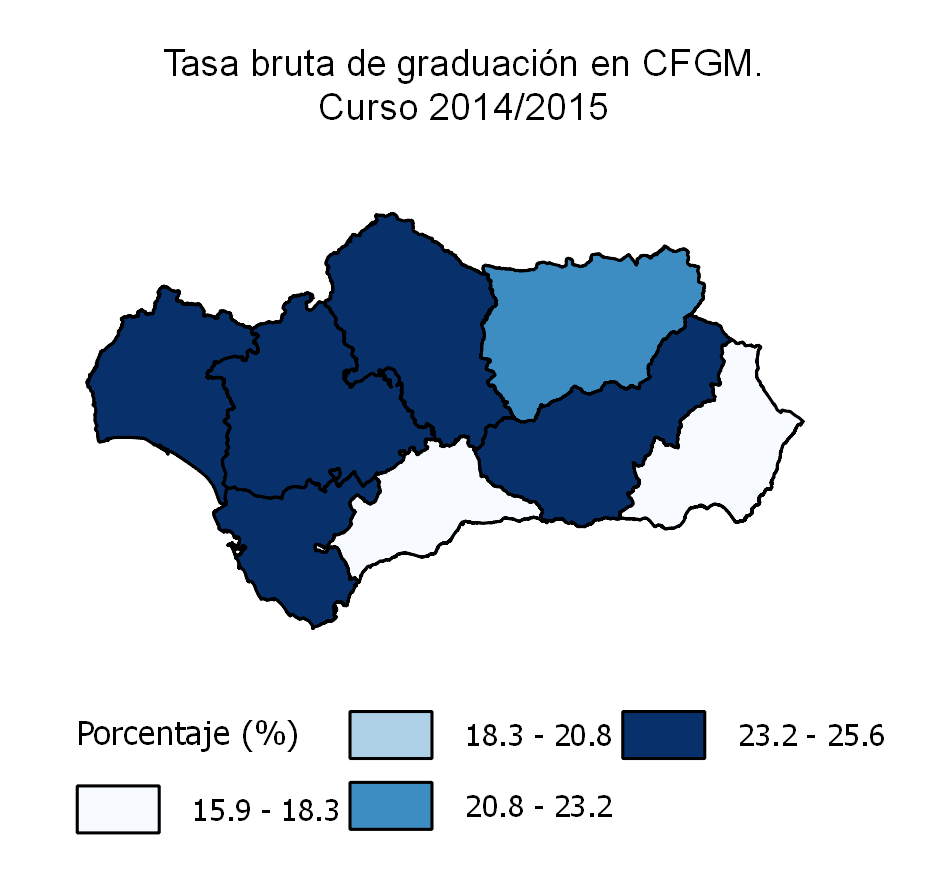 Tasa bruta de graduación en CFGM.
Curso 2014/2015
Porcentaje (%)
15.9 - 18.3
18.3 - 20.8
20.8 - 23.2
23.2 - 25.6